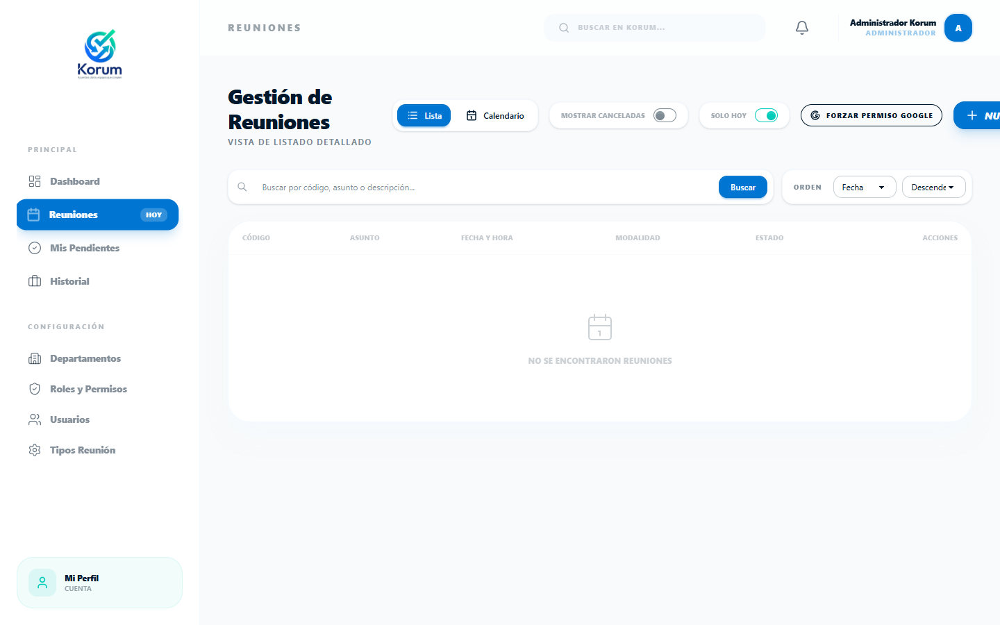 Korum
PRINCIPAL
Dashboard
Reuniones HOY
Mis Pendientes
Historial
CONFIGURACIÓN
Departamentos
Roles y Permisos
Usuarios
Tipos Reunión
Mi Perfil
CUENTA
REUNIONES
BUSCAR EN KORUM...
Administrador Korum
ADMINISTRADOR
A
Gestión de
Reuniones
VISTA DE LISTADO DETALLADO
Lista
Calendario
MOSTRAR CANCELADAS
SOLO HOY
FORZAR PERMISO GOOGLE
NU
Buscar por código, asunto o descripción...
Buscar
ORDEN
Fecha
Descende
CÓDIGO ASUNTO FECHA Y HORA MODALIDAD ESTADO ACCIONES
1
NO SE ENCONTRARON REUNIONES